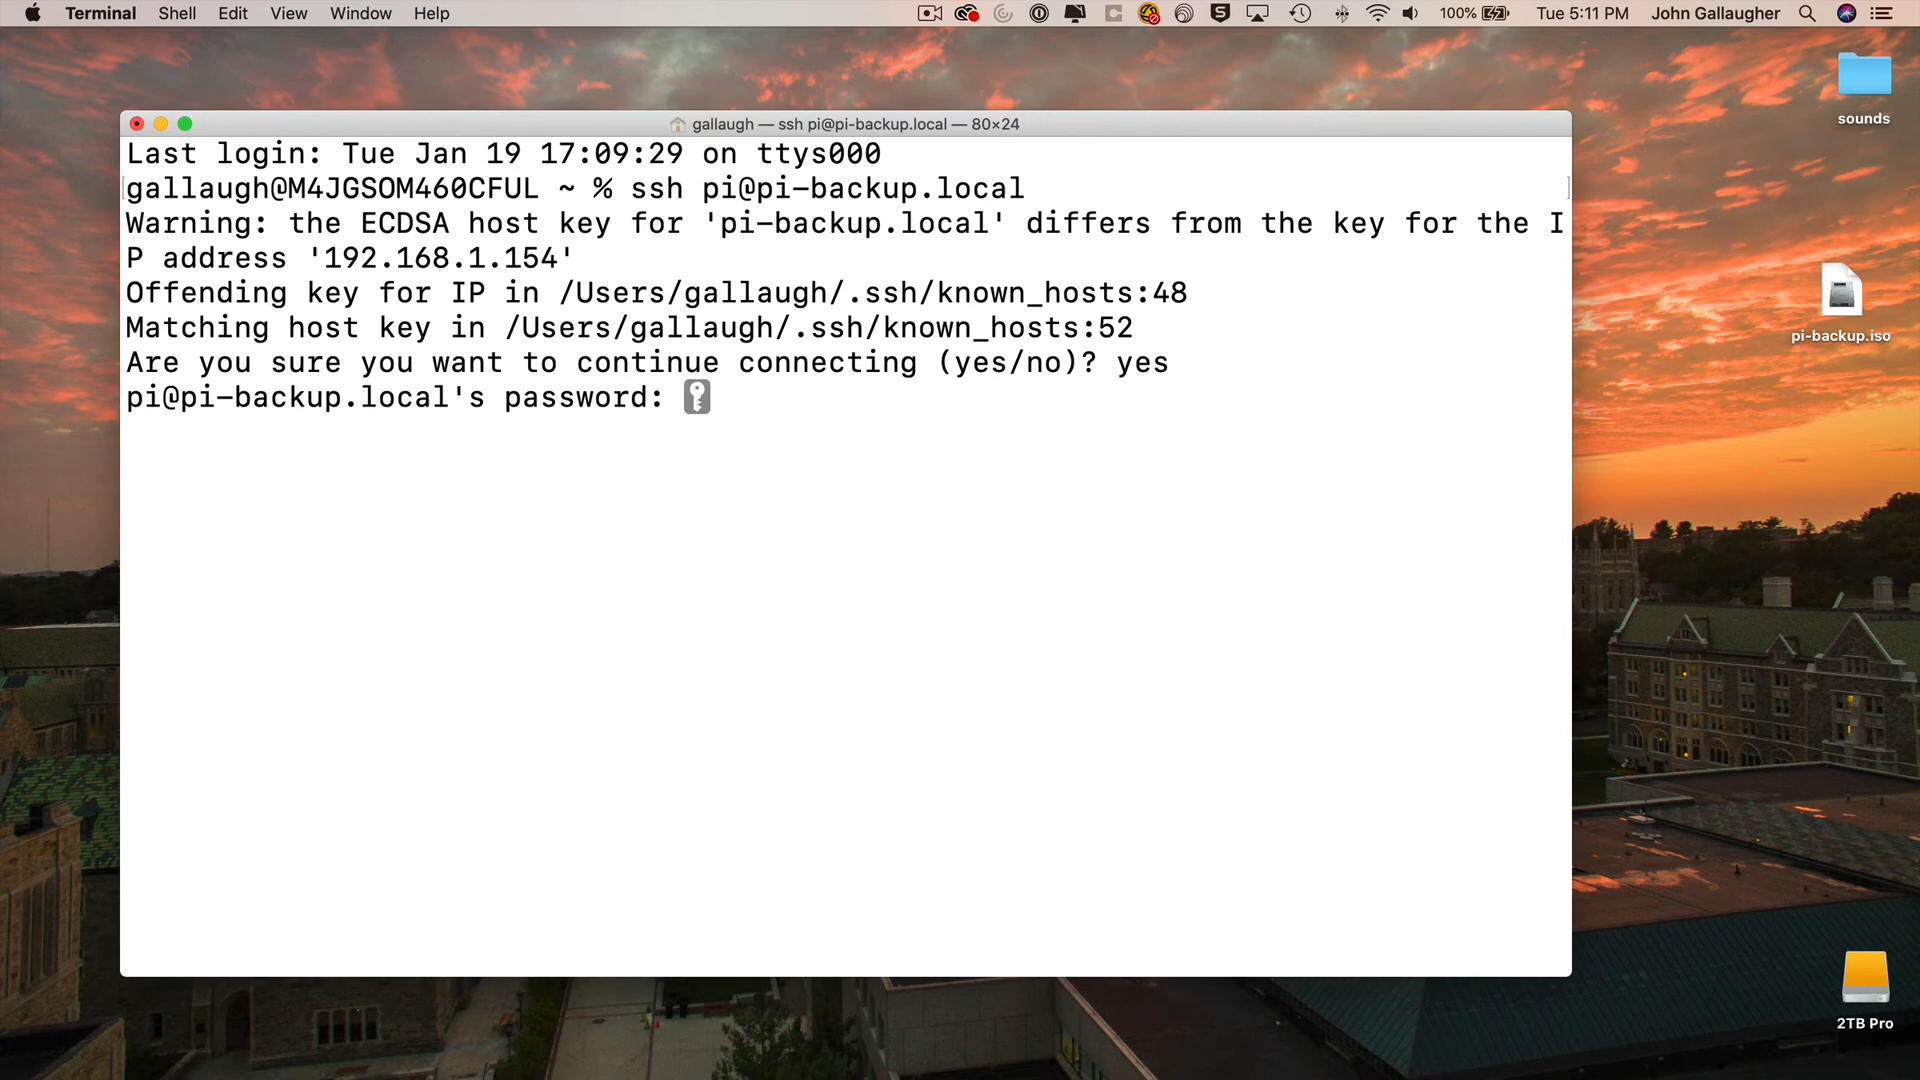 Terminal Shell Edit View Window Help 100% Tue 5:11 PM John Gallaugher
sounds
gallaugh — ssh pi@pi-backup.local — 80×24
Last login: Tue Jan 19 17:09:29 on ttys000
gallaugh@M4JGSOM460CFUL ~ % ssh pi@pi-backup.local
Warning: the ECDSA host key for 'pi-backup.local' differs from the key for the I
P address '192.168.1.154'
Offending key for IP in /Users/gallaugh/.ssh/known_hosts:48
Matching host key in /Users/gallaugh/.ssh/known_hosts:52
Are you sure you want to continue connecting (yes/no)? yes
pi@pi-backup.local's password:
pi-backup.iso
2TB Pro